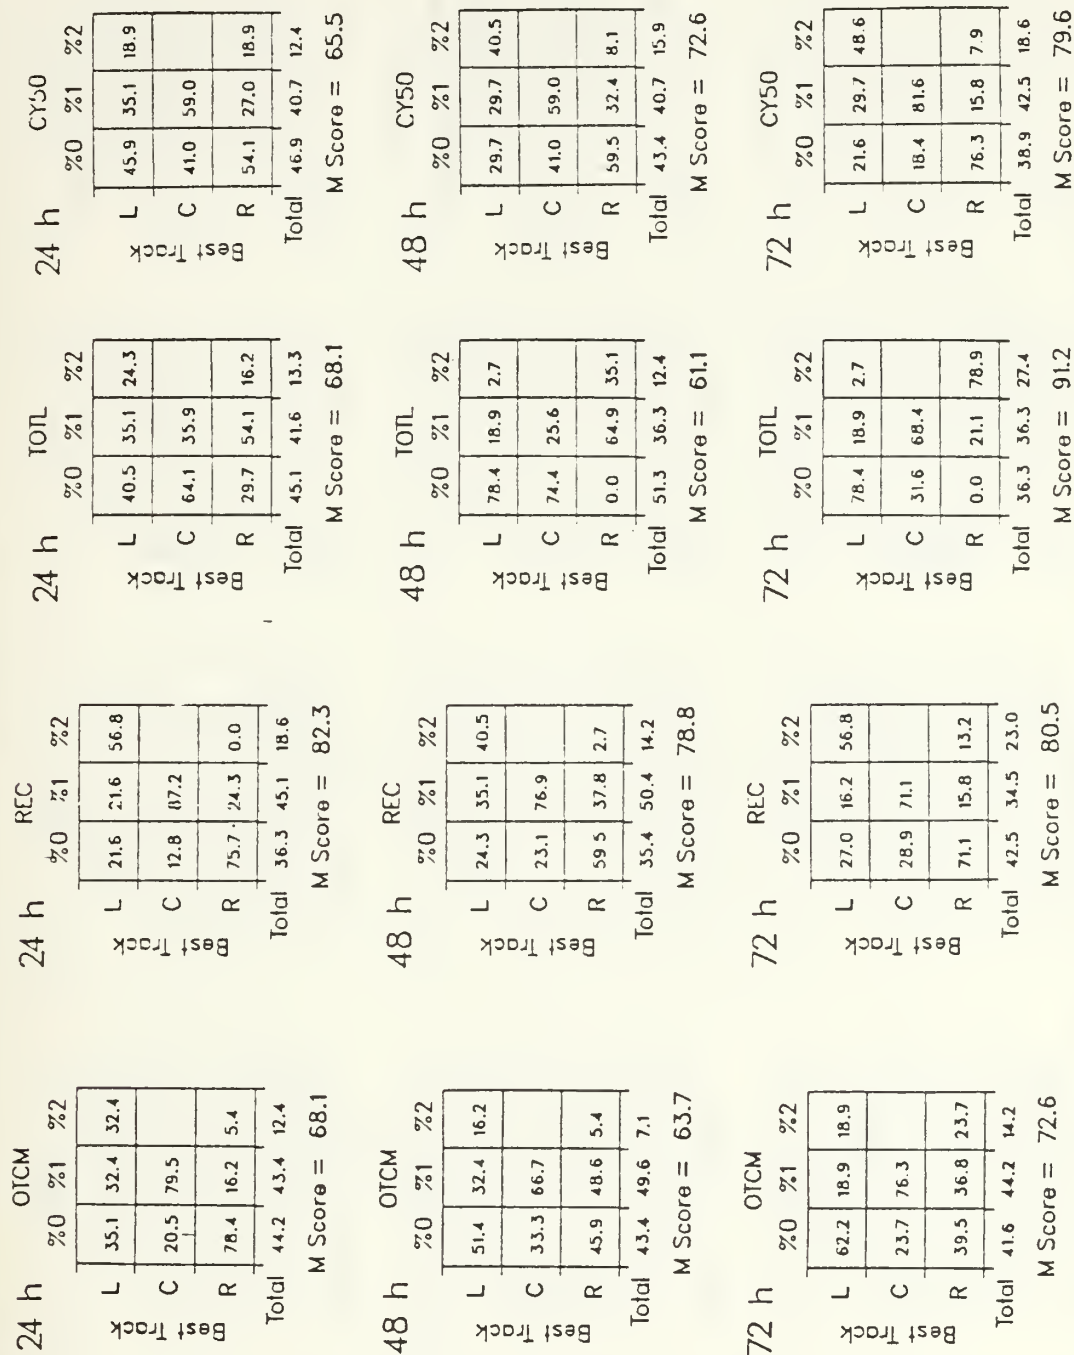 24 h OTCM
%0 %1 %2
L 35.1 32.4 32.4
C 20.5 79.5
R 78.4 16.2 5.4
Best Track
Total 44.2 43.4 12.4
M Score = 68.1
24 h REC
%0 %1 %2
L 21.6 21.6 56.8
C 12.8 87.2
R 75.7 24.3 0.0
Best Track
Total 36.3 45.1 18.6
M Score = 82.3
24 h TOTL
%0 %1 %2
L 40.5 35.1 24.3
C 64.1 35.9
R 29.7 54.1 16.2
Best Track
Total 45.1 41.6 13.3
M Score = 68.1
24 h CY50
%0 %1 %2
L 45.9 35.1 18.9
C 41.0 59.0
R 54.1 27.0 18.9
Best Track
Total 46.9 40.7 12.4
M Score = 65.5
48 h OTCM
%0 %1 %2
L 51.4 32.4 16.2
C 33.3 66.7
R 45.9 48.6 5.4
Best Track
Total 43.4 49.6 7.1
M Score = 63.7
48 h REC
%0 %1 %2
L 24.3 35.1 40.5
C 23.1 76.9
R 59.5 37.8 2.7
Best Track
Total 35.4 50.4 14.2
M Score = 78.8
48 h TOTL
%0 %1 %2
L 78.4 18.9 2.7
C 74.4 25.6
R 0.0 64.9 35.1
Best Track
Total 51.3 36.3 12.4
M Score = 61.1
48 h CY50
%0 %1 %2
L 29.7 29.7 40.5
C 41.0 59.0
R 59.5 32.4 8.1
Best Track
Total 43.4 40.7 15.9
M Score = 72.6
72 h OTCM
%0 %1 %2
L 62.2 18.9 18.9
C 23.7 76.3
R 39.5 36.8 23.7
Best Track
Total 41.6 44.2 14.2
M Score = 72.6
72 h REC
%0 %1 %2
L 27.0 16.2 56.8
C 28.9 71.1
R 71.1 15.8 13.2
Best Track
Total 42.5 34.5 23.0
M Score = 80.5
72 h TOTL
%0 %1 %2
L 78.4 18.9 2.7
C 31.6 68.4
R 0.0 21.1 78.9
Best Track
Total 36.3 36.3 27.4
M Score = 91.2
72 h CY50
%0 %1 %2
L 21.6 29.7 48.6
C 18.4 81.6
R 76.3 15.8 7.9
Best Track
Total 38.9 42.5 18.6
M Score = 79.6